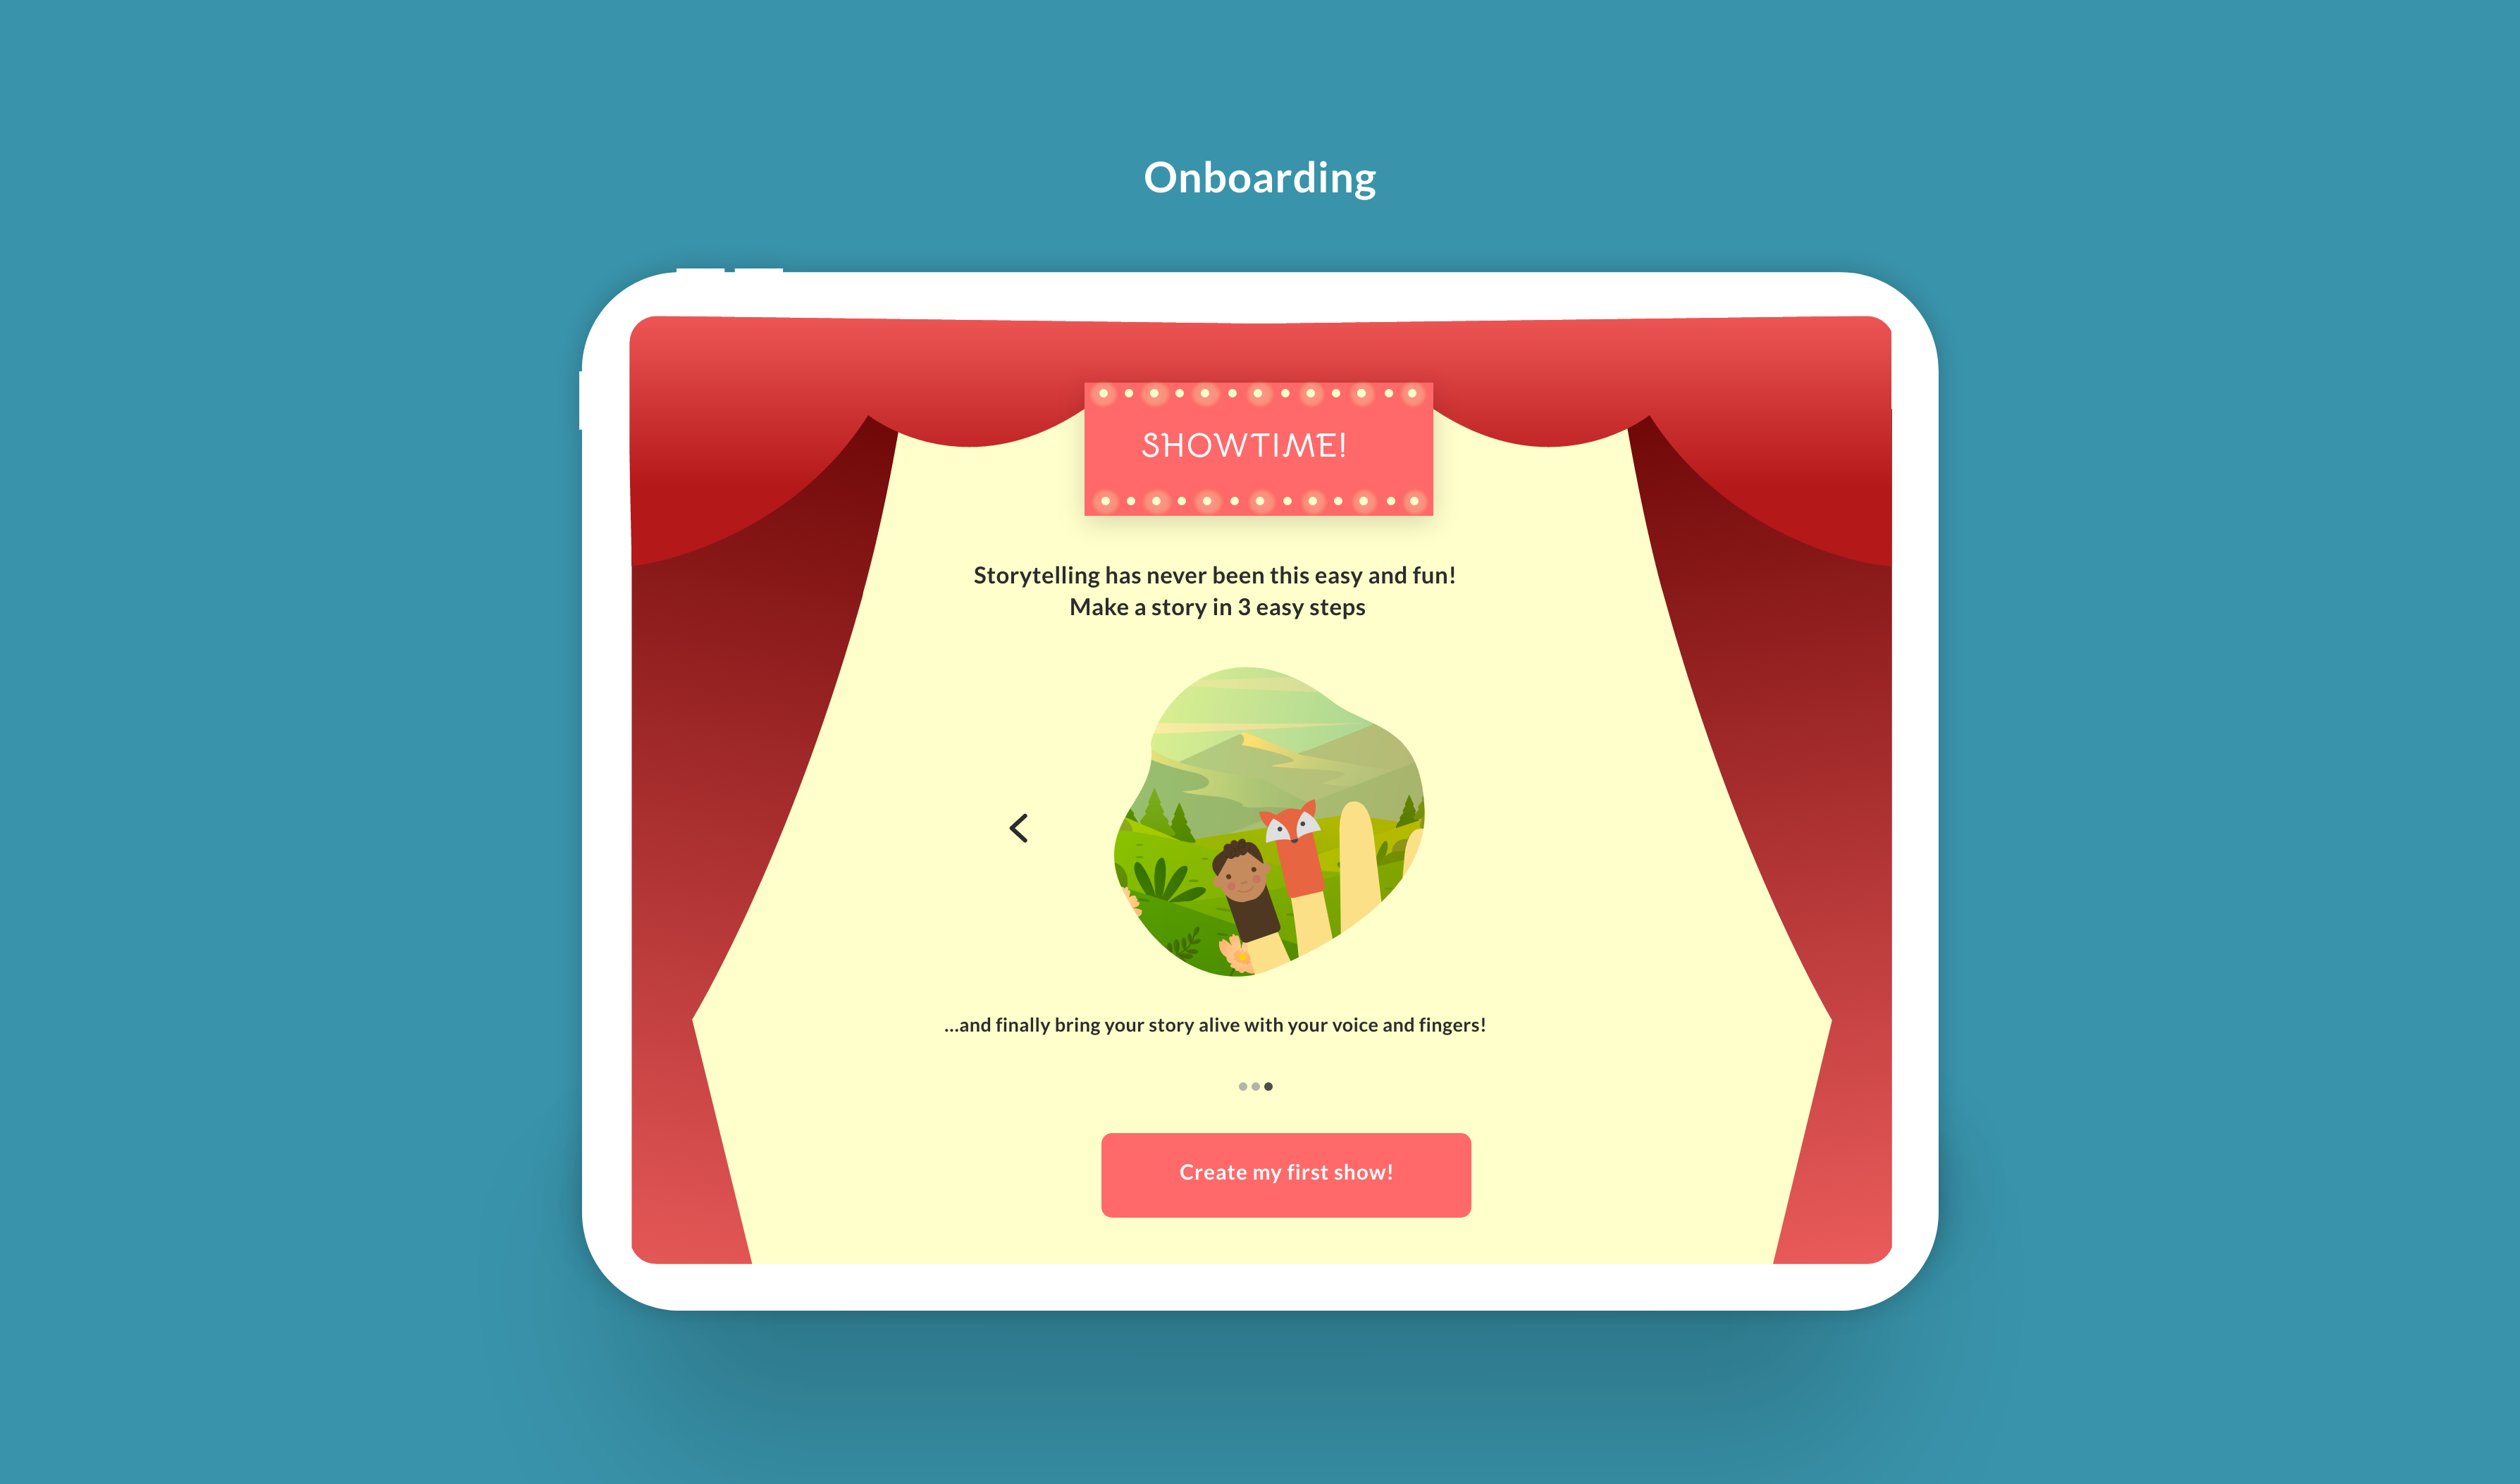 Onboarding
SHOWTIME!
Storytelling has never been this easy and fun!
Make a story in 3 easy steps
...and finally bring your story alive with your voice and fingers!
Create my first show!